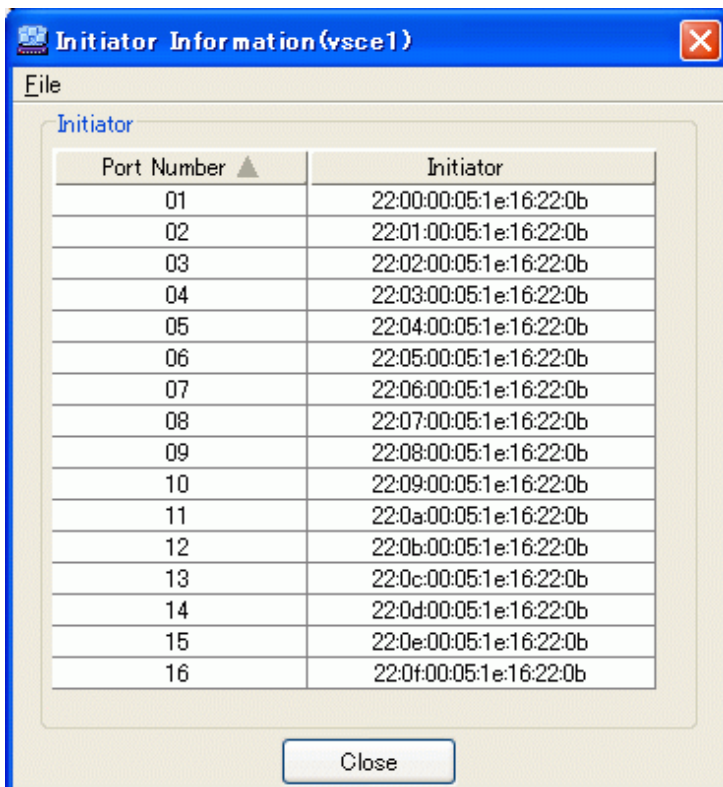 Initiator Information(vsce1)
File
Initiator
Port Number Initiator
01 22:00:00:05:1e:16:22:0b
02 22:01:00:05:1e:16:22:0b
03 22:02:00:05:1e:16:22:0b
04 22:03:00:05:1e:16:22:0b
05 22:04:00:05:1e:16:22:0b
06 22:05:00:05:1e:16:22:0b
07 22:06:00:05:1e:16:22:0b
08 22:07:00:05:1e:16:22:0b
09 22:08:00:05:1e:16:22:0b
10 22:09:00:05:1e:16:22:0b
11 22:0a:00:05:1e:16:22:0b
12 22:0b:00:05:1e:16:22:0b
13 22:0c:00:05:1e:16:22:0b
14 22:0d:00:05:1e:16:22:0b
15 22:0e:00:05:1e:16:22:0b
16 22:0f:00:05:1e:16:22:0b
Close